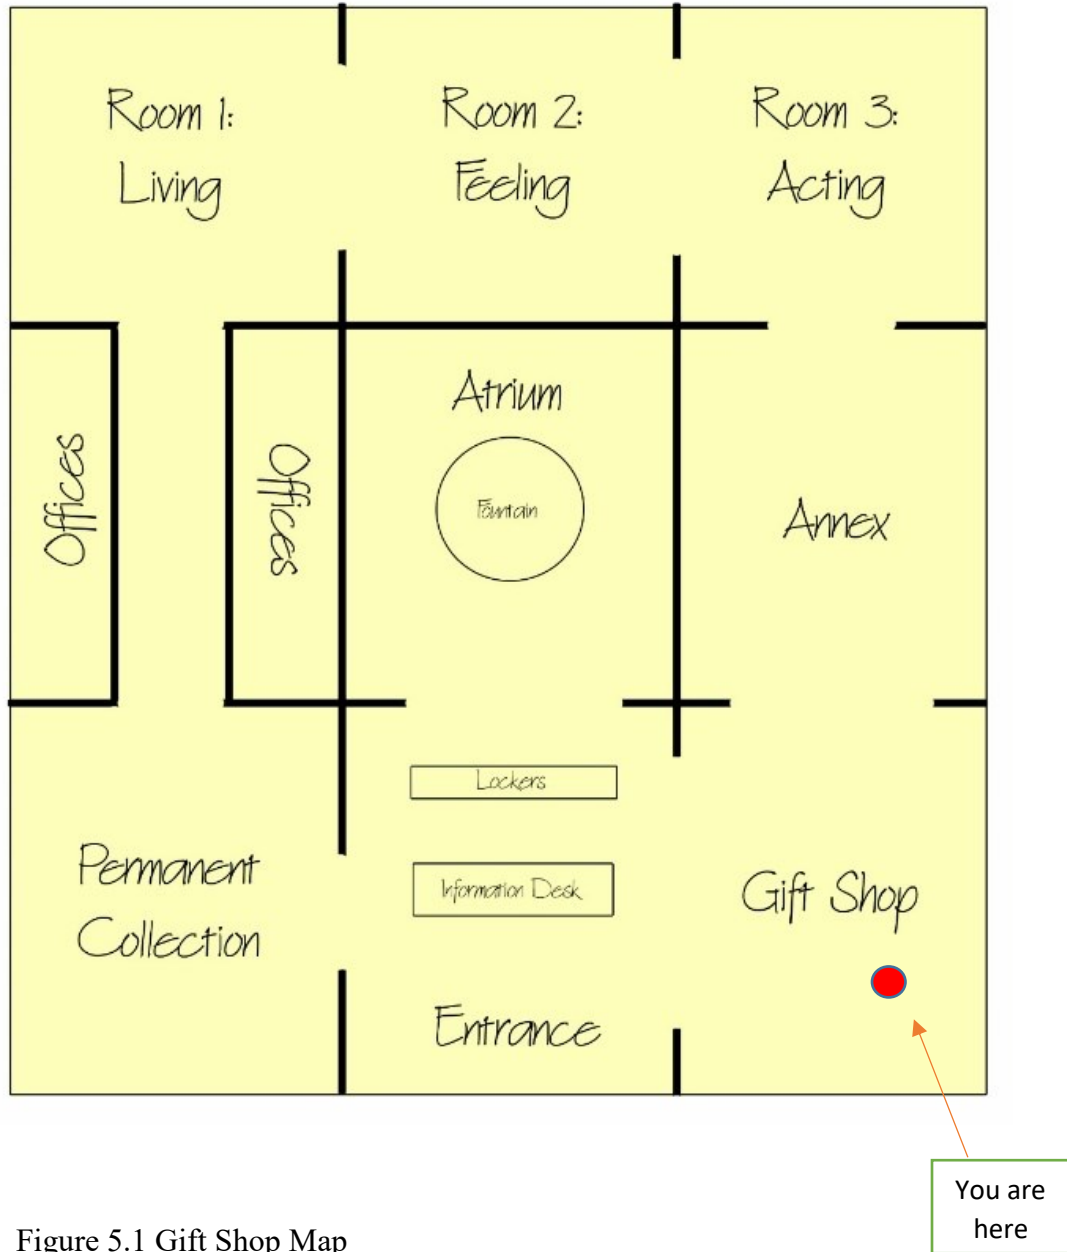 Room 1:
Living
Room 2:
Feeling
Room 3:
Acting
Offices
Offices
Atrium
Fountain
Annex
Lockers
Permanent
Collection
Information Desk
Gift Shop
Entrance
You are
here
Figure 5.1 Gift Shop Map